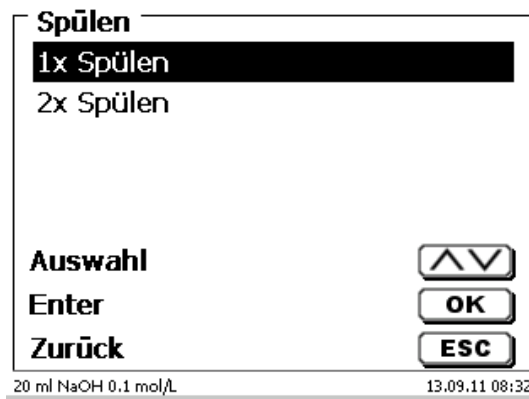 Spülen
1x Spülen
2x Spülen
Auswahl
Enter OK
Zurück ESC
20 ml NaOH 0.1 mol/L 13.09.11 08:32